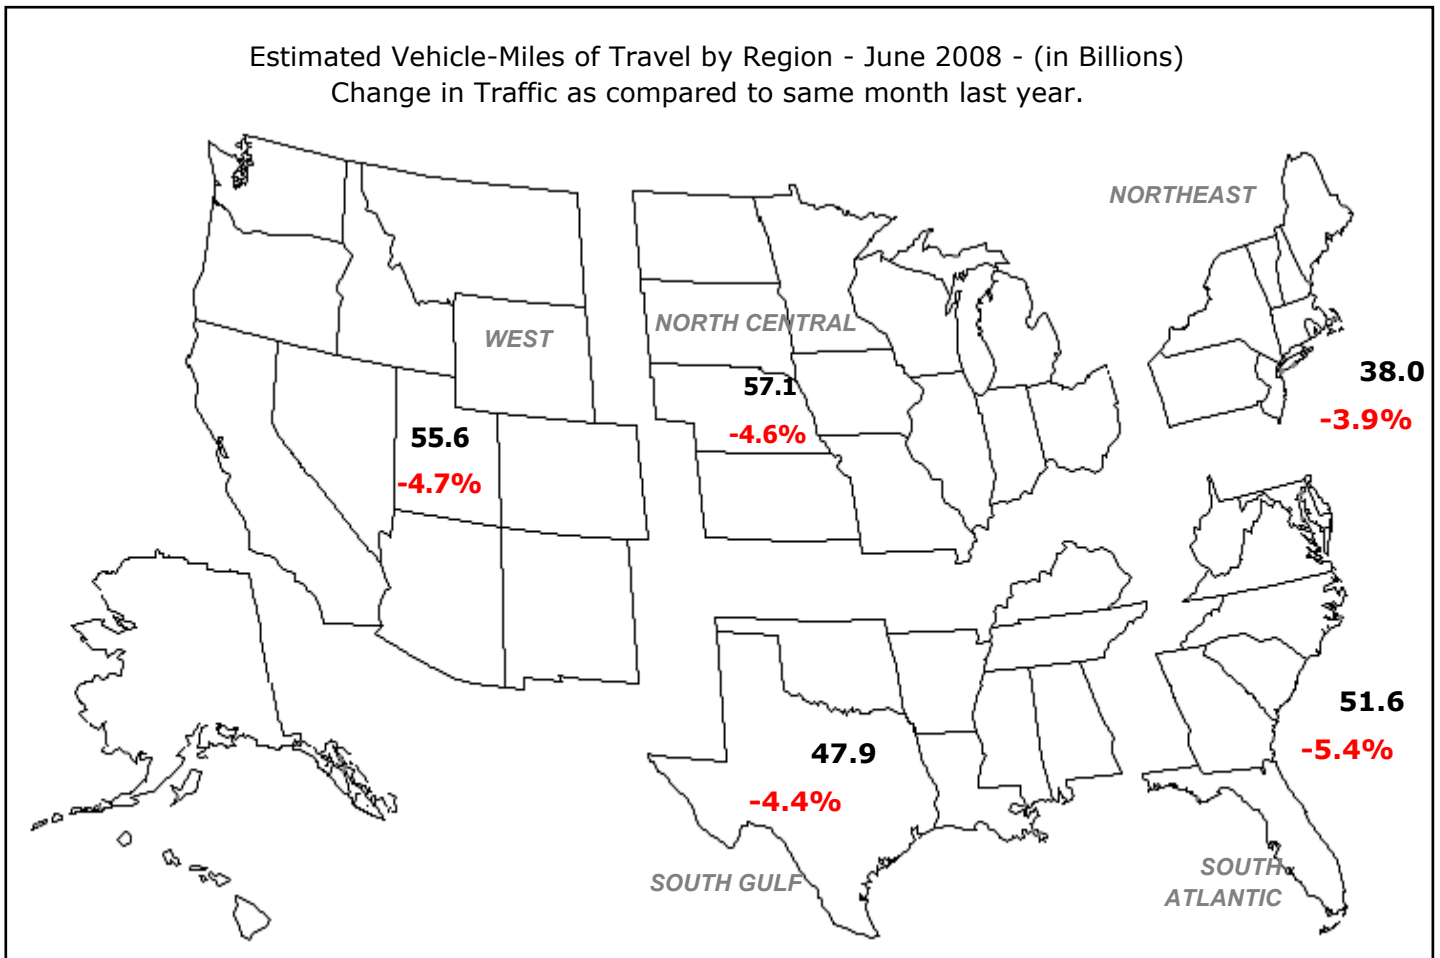 Estimated Vehicle-Miles of Travel by Region - June 2008 - (in Billions)
Change in Traffic as compared to same month last year.
NORTHEAST
WEST
NORTH CENTRAL
38.0
-3.9%
57.1
-4.6%
55.6
-4.7%
51.6
-5.4%
47.9
-4.4%
SOUTH GULF
SOUTH
ATLANTIC